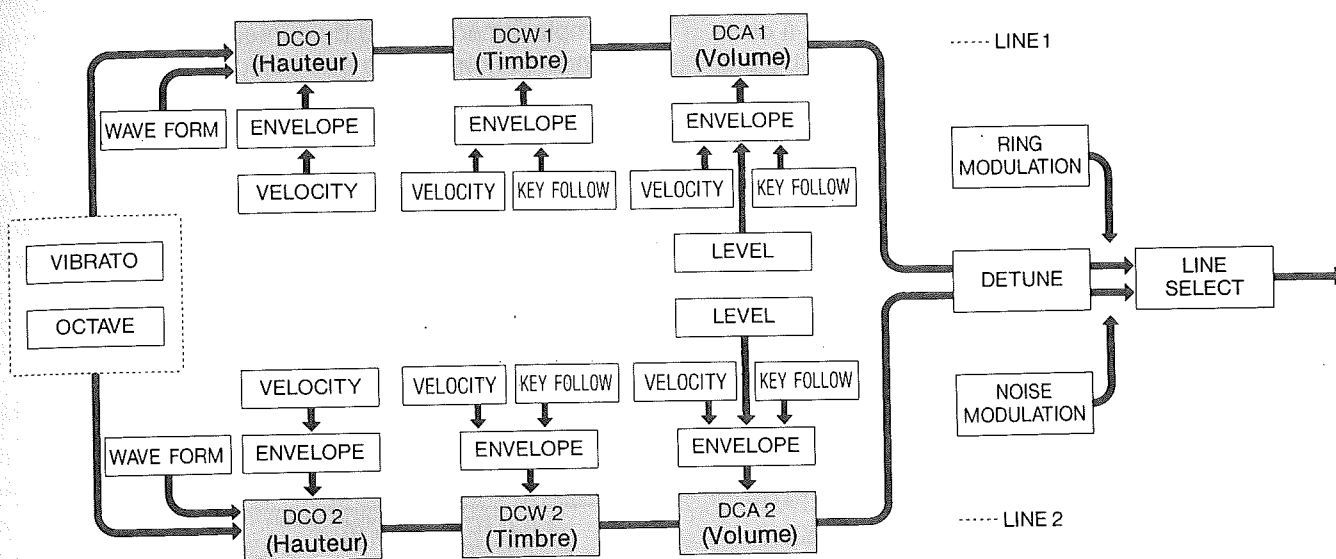 DCO 1
(Hauteur)
DCW 1
(Timbre)
DCA 1
(Volume)
LINE 1
WAVE FORM
ENVELOPE
ENVELOPE
ENVELOPE
RING
MODULATION
VELOCITY
VELOCITY
KEY FOLLOW
VELOCITY
KEY FOLLOW
VIBRATO
LEVEL
DETUNE
LINE
SELECT
OCTAVE
LEVEL
VELOCITY
VELOCITY
KEY FOLLOW
VELOCITY
KEY FOLLOW
NOISE
MODULATION
WAVE FORM
ENVELOPE
ENVELOPE
ENVELOPE
DCO 2
(Hauteur)
DCW 2
(Timbre)
DCA 2
(Volume)
LINE 2